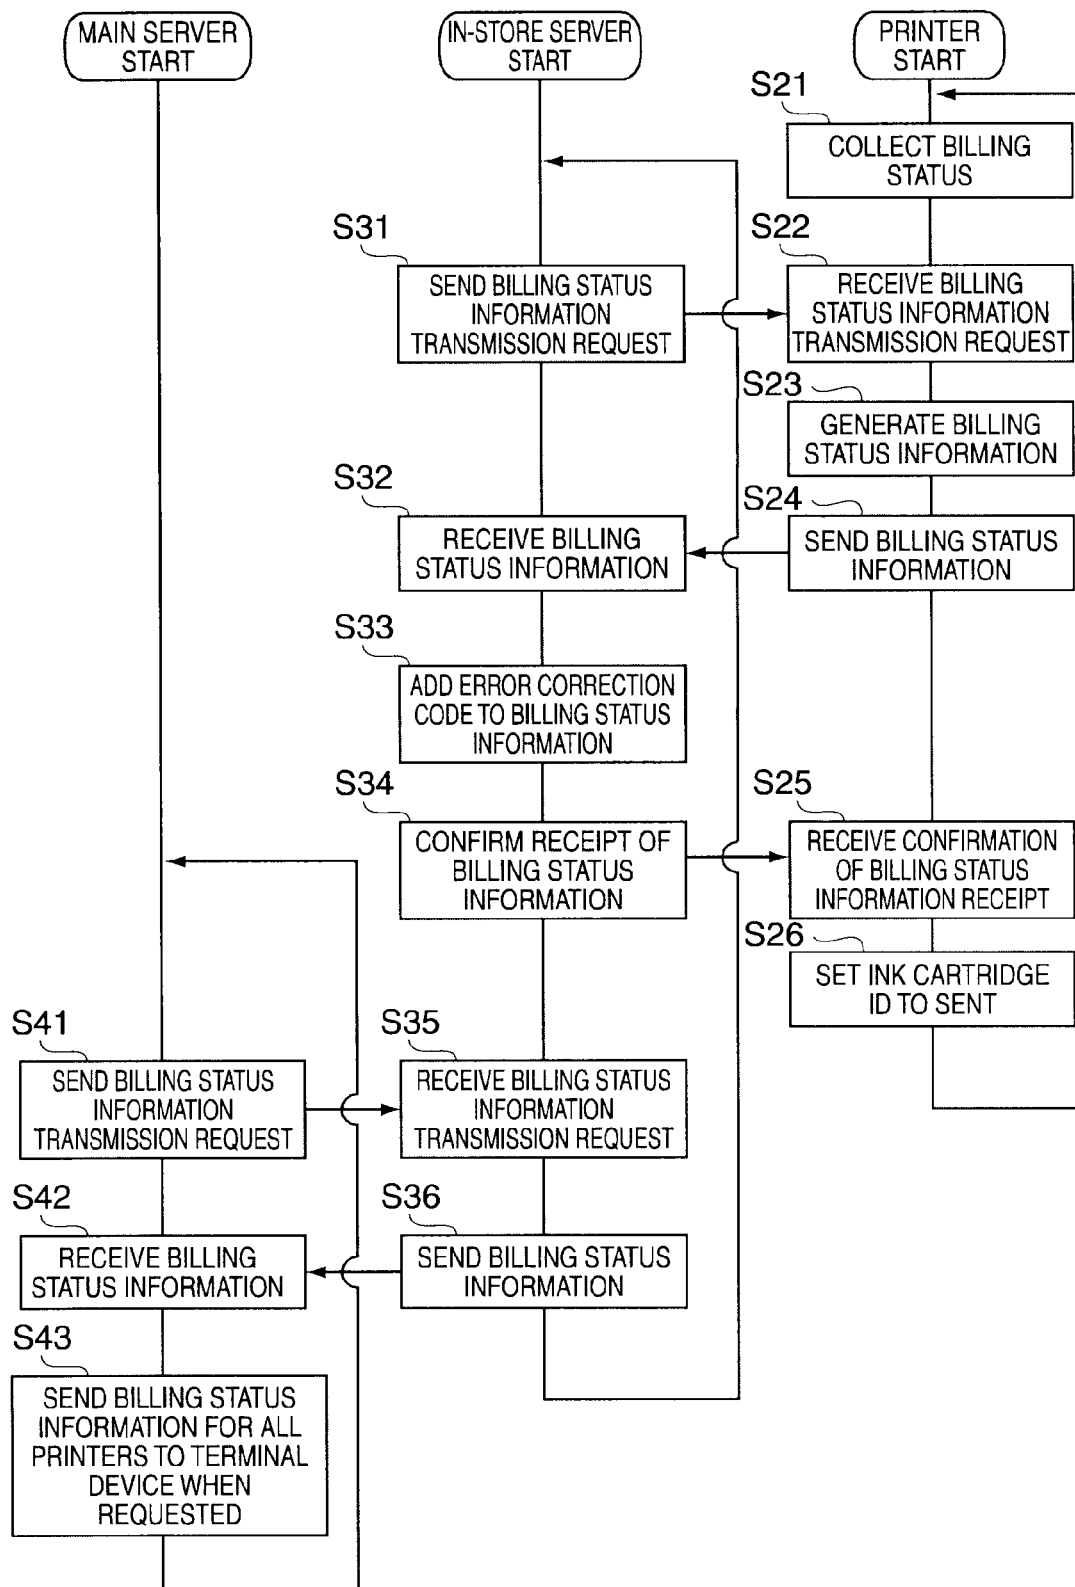 MAIN SERVER
START
IN-STORE SERVER
START
PRINTER
START
S21
COLLECT BILLING
STATUS
S31
SEND BILLING STATUS
INFORMATION
TRANSMISSION REQUEST
S22
RECEIVE BILLING
STATUS INFORMATION
TRANSMISSION REQUEST
S23
GENERATE BILLING
STATUS INFORMATION
S32
RECEIVE BILLING
STATUS INFORMATION
S24
SEND BILLING STATUS
INFORMATION
S33
ADD ERROR CORRECTION
CODE TO BILLING STATUS
INFORMATION
S34
CONFIRM RECEIPT OF
BILLING STATUS
INFORMATION
S25
RECEIVE CONFIRMATION
OF BILLING STATUS
INFORMATION RECEIPT
S26
SET INK CARTRIDGE
ID TO SENT
S41
SEND BILLING STATUS
INFORMATION
TRANSMISSION REQUEST
S35
RECEIVE BILLING STATUS
INFORMATION
TRANSMISSION REQUEST
S42
RECEIVE BILLING
STATUS INFORMATION
S36
SEND BILLING STATUS
INFORMATION
S43
SEND BILLING STATUS
INFORMATION FOR ALL
PRINTERS TO TERMINAL
DEVICE WHEN
REQUESTED